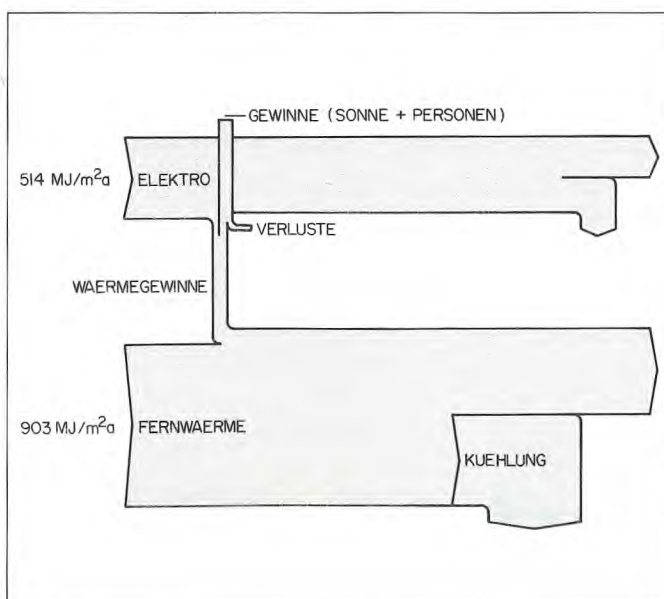 GEWINNE (SONNE + PERSONEN)
514 MJ/m²a ELEKTRO
VERLUSTE
WAERMEGEWINNE
903 MJ/m²a FERNWAERME
KUEHLUNG